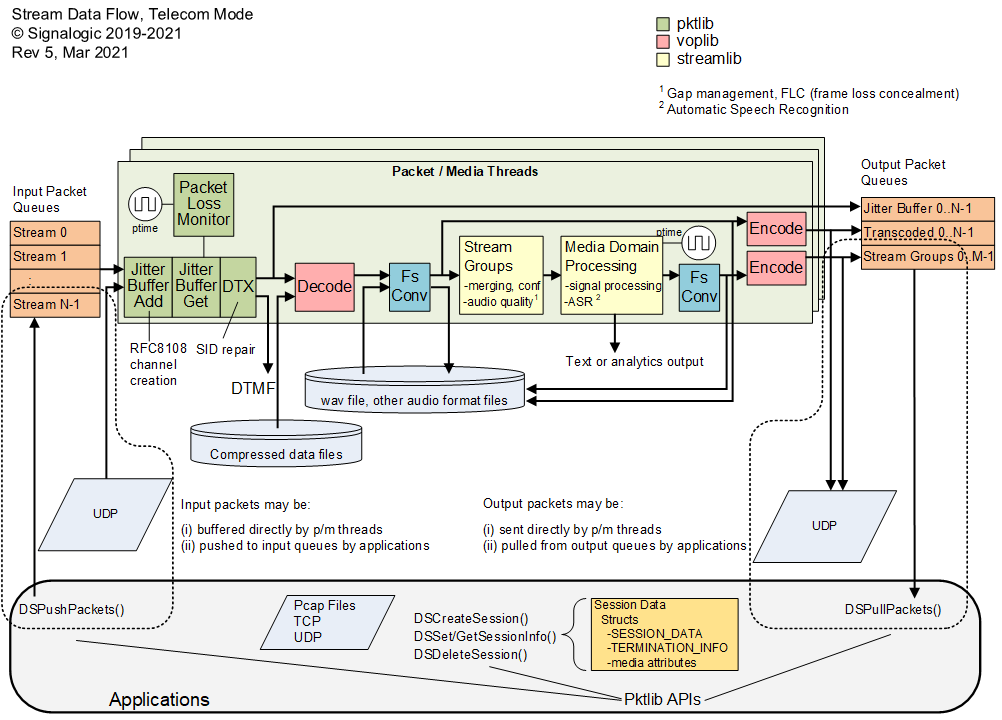 Stream Data Flow, Telecom Mode
© Signalogic 2019-2021
Rev 5, Mar 2021
pktlib
voplib
streamlib
1 Gap management, FLC (frame loss concealment)
2 Automatic Speech Recognition
Packet / Media Threads
Input Packet
Queues
Stream 0
Stream 1
:
Stream N-1
ptime
Packet
Loss
Monitor
Jitter
Buffer
Add
Jitter
Buffer
Get
DTX
RFC8108
channel
creation
SID repair
DTMF
Decode
Fs
Conv
Stream
Groups
-merging, conf
-audio quality1
Media Domain
Processing
-signal processing
-ASR 2
ptime
Fs
Conv
Encode
Encode
Output Packet
Queues
Jitter Buffer 0..N-1
Transcoded 0..N-1
Stream Groups 0..M-1
Text or analytics output
wav file, other audio format files
Compressed data files
UDP
Input packets may be:
(i) buffered directly by p/m threads
(ii) pushed to input queues by applications
Output packets may be:
(i) sent directly by p/m threads
(ii) pulled from output queues by applications
UDP
DSPushPackets()
Pcap Files
TCP
UDP
DSCreateSession()
DSSet/GetSessionInfo()
DSDeleteSession()
Session Data
Structs
-SESSION_DATA
-TERMINATION_INFO
-media attributes
DSPullPackets()
Applications
Pktlib APIs